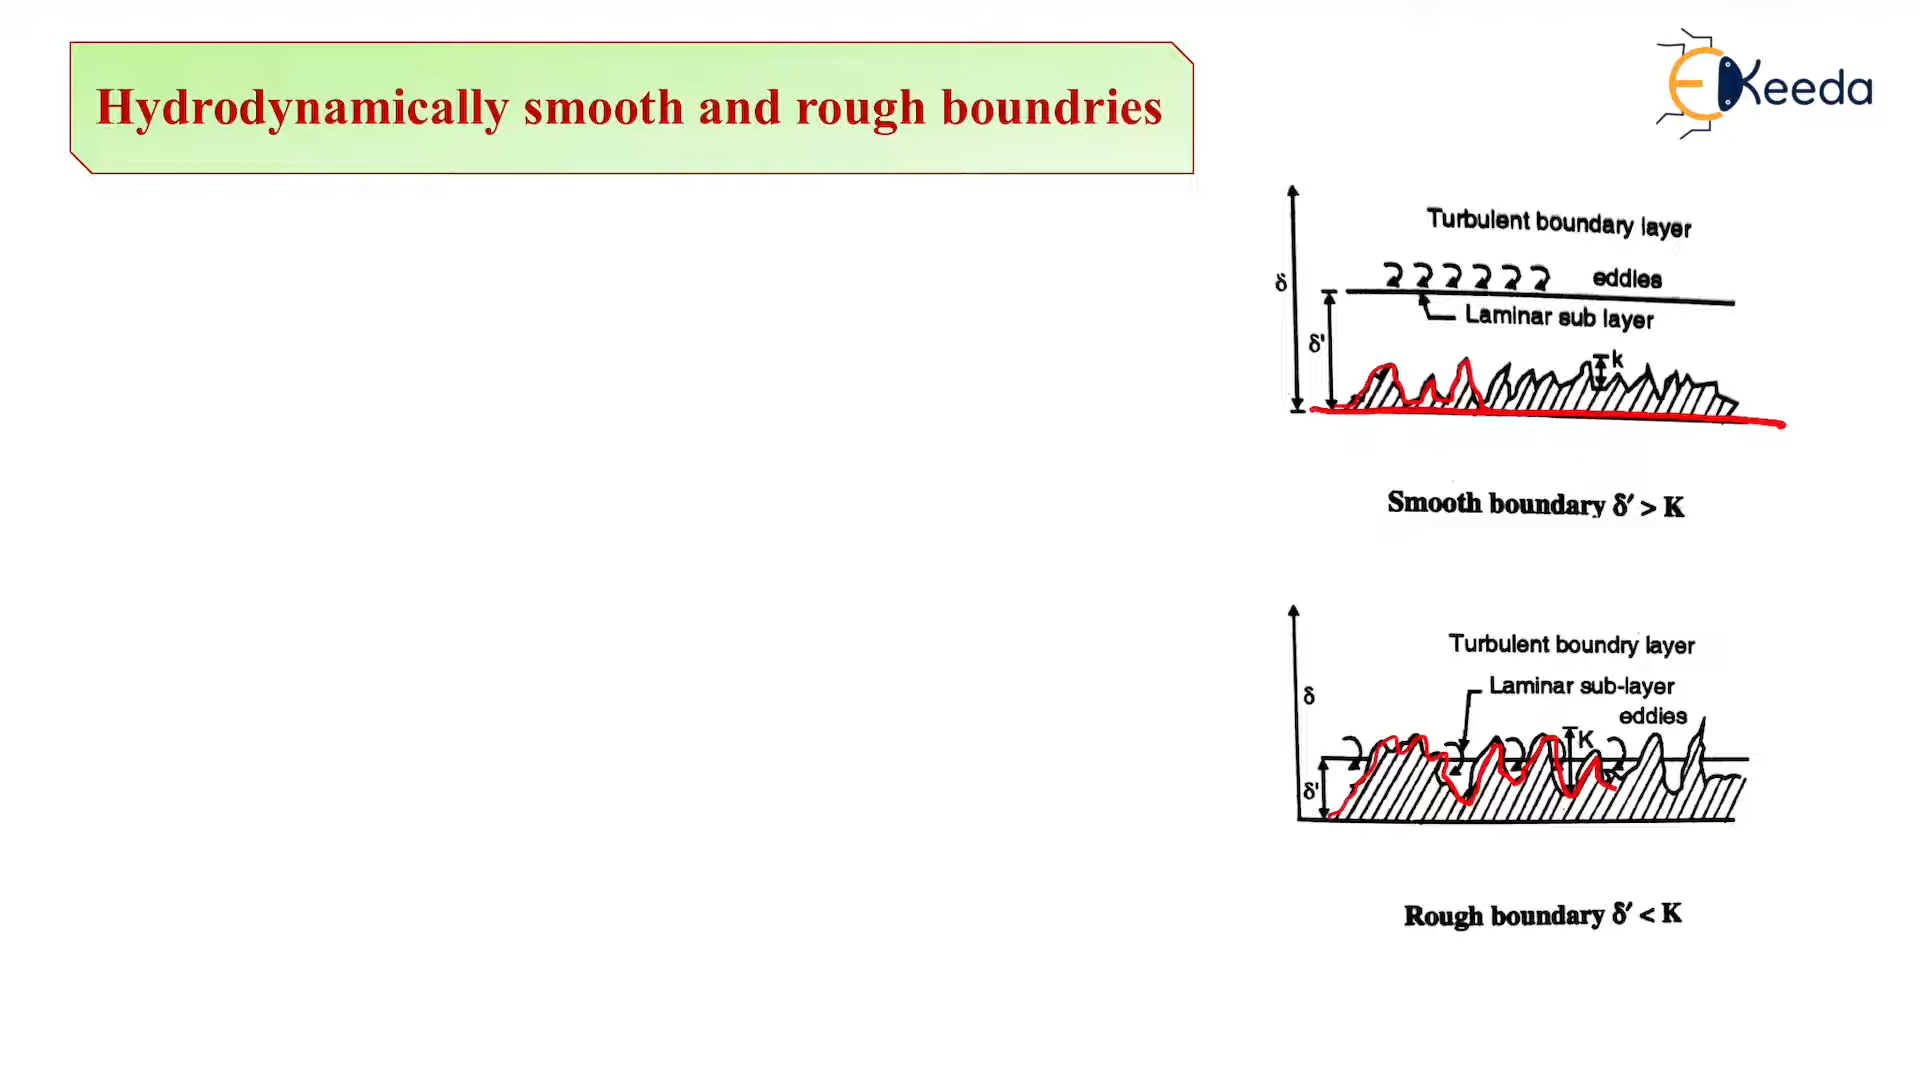 Hydrodynamically smooth and rough boundries
EKeeda
Turbulent boundary layer
eddies
δ
Laminar sub layer
δ'
k
Smooth boundary δ′ > K
Turbulent boundry layer
Laminar sub-layer
δ
eddies
K
δ'
Rough boundary δ′ < K